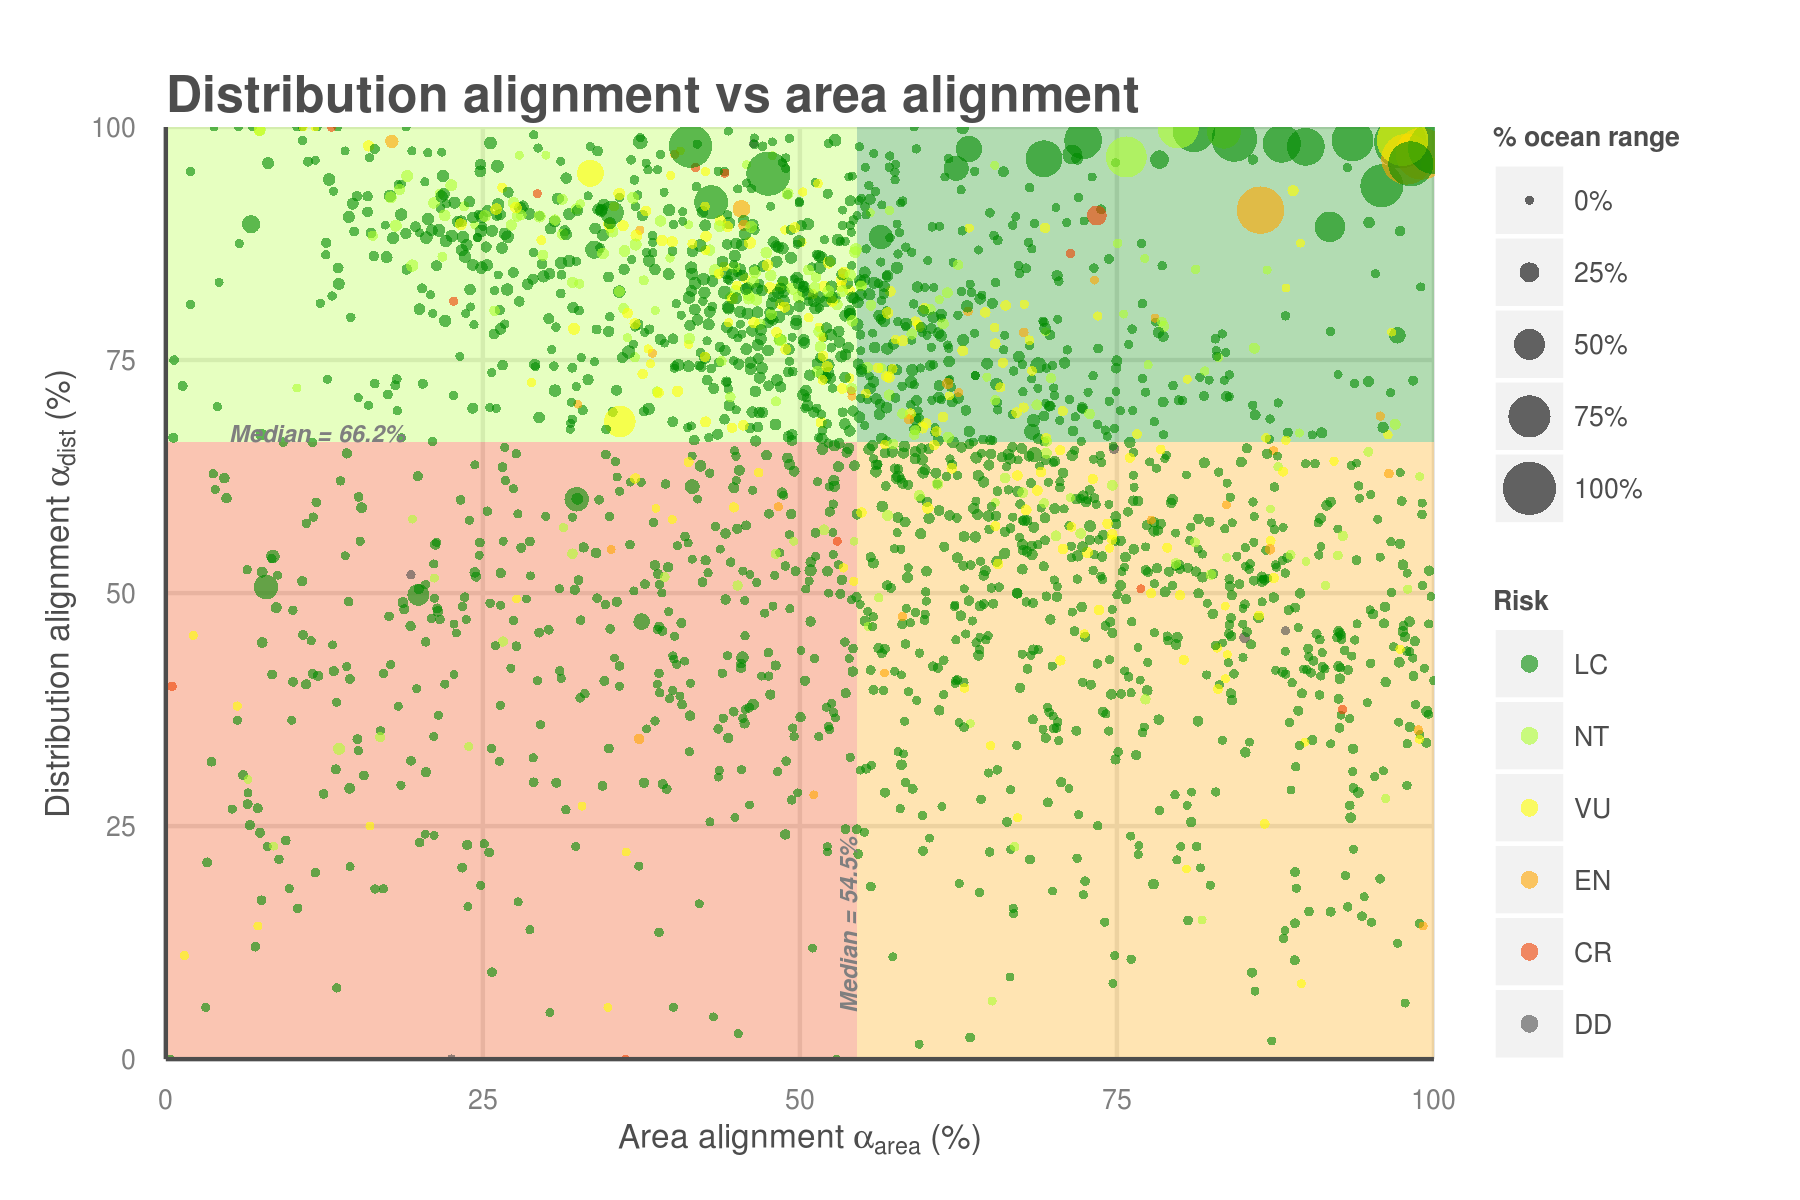 Distribution alignment vs area alignment
100
75
50
25
0
Distribution alignment αdist (%)
Median = 66.2%
Median = 54.5%
0 25 50 75 100
Area alignment αarea (%)
% ocean range
0%
25%
50%
75%
100%
Risk
LC
NT
VU
EN
CR
DD